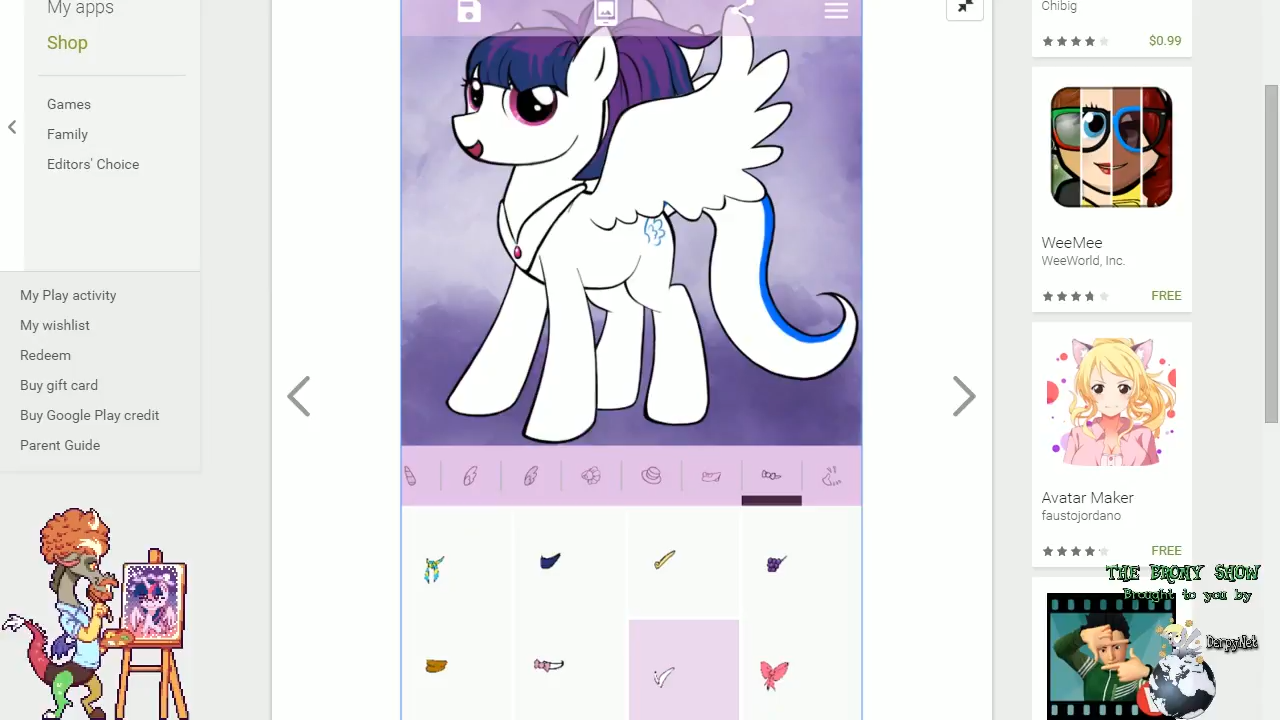 My apps
Shop
Games
Family
Editors' Choice
My Play activity
My wishlist
Redeem
Buy gift card
Buy Google Play credit
Parent Guide
Chibig
$0.99
WeeMee
WeeWorld, Inc.
FREE
Avatar Maker
faustojordano
FREE
THE BRONY SHOW
Brought to you by
Derpy.Net